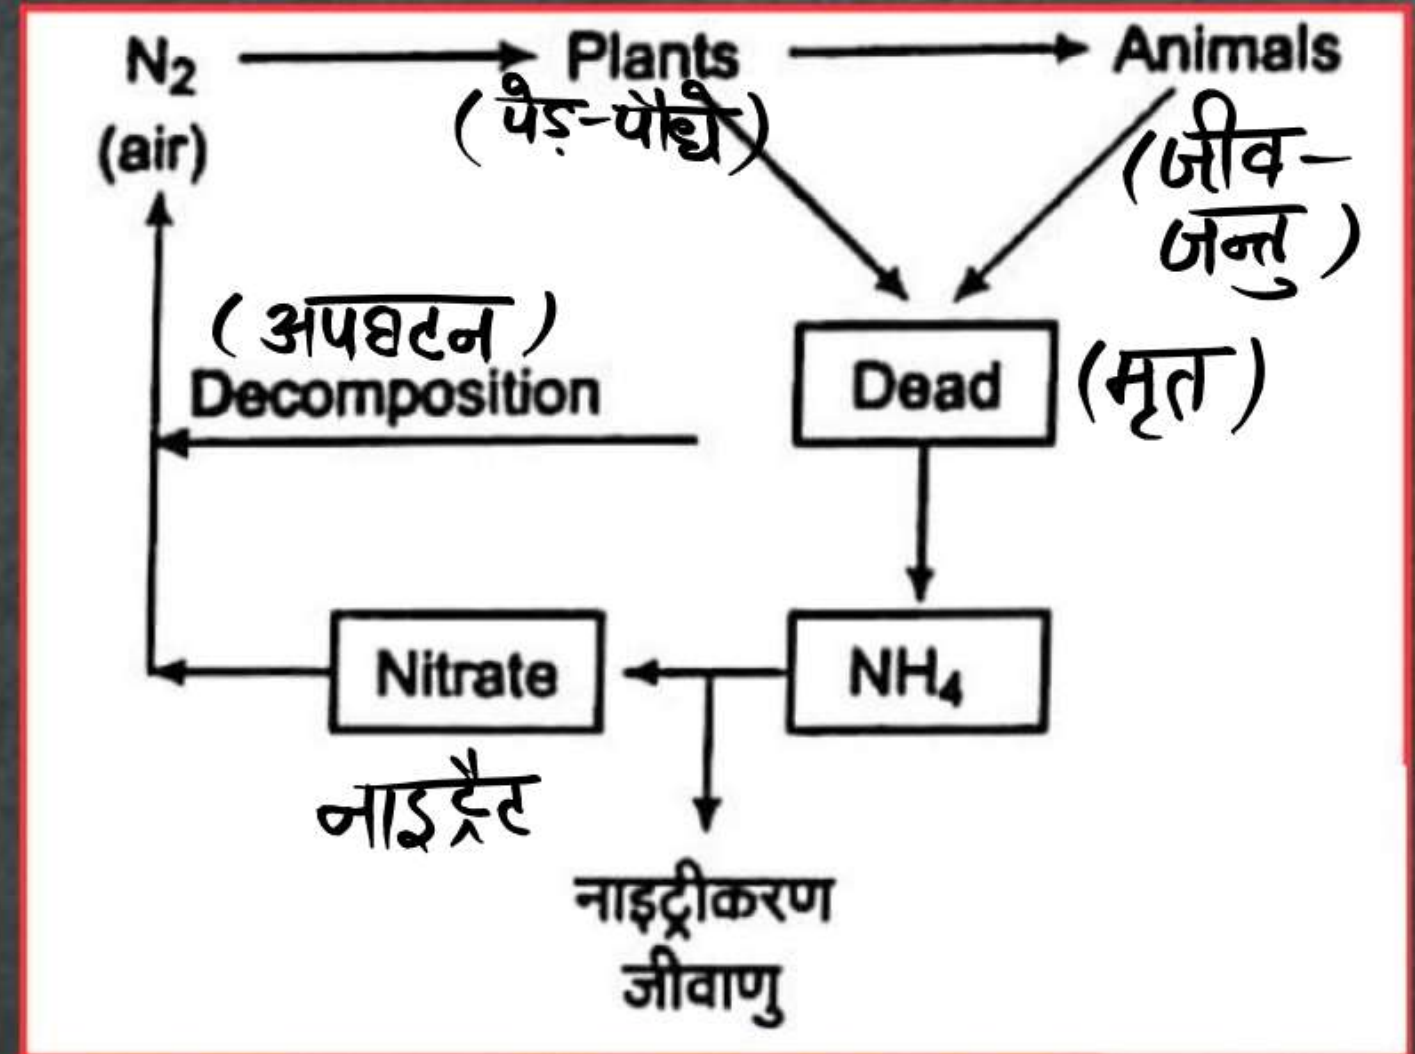 N₂ Plants Animals
(air) (पेड़-पौधे) (जीव-
जन्तु)
(अपघटन)
Decomposition Dead (मृत)
Nitrate NH₄
नाइट्रैट
नाइट्रीकरण
जीवाणु